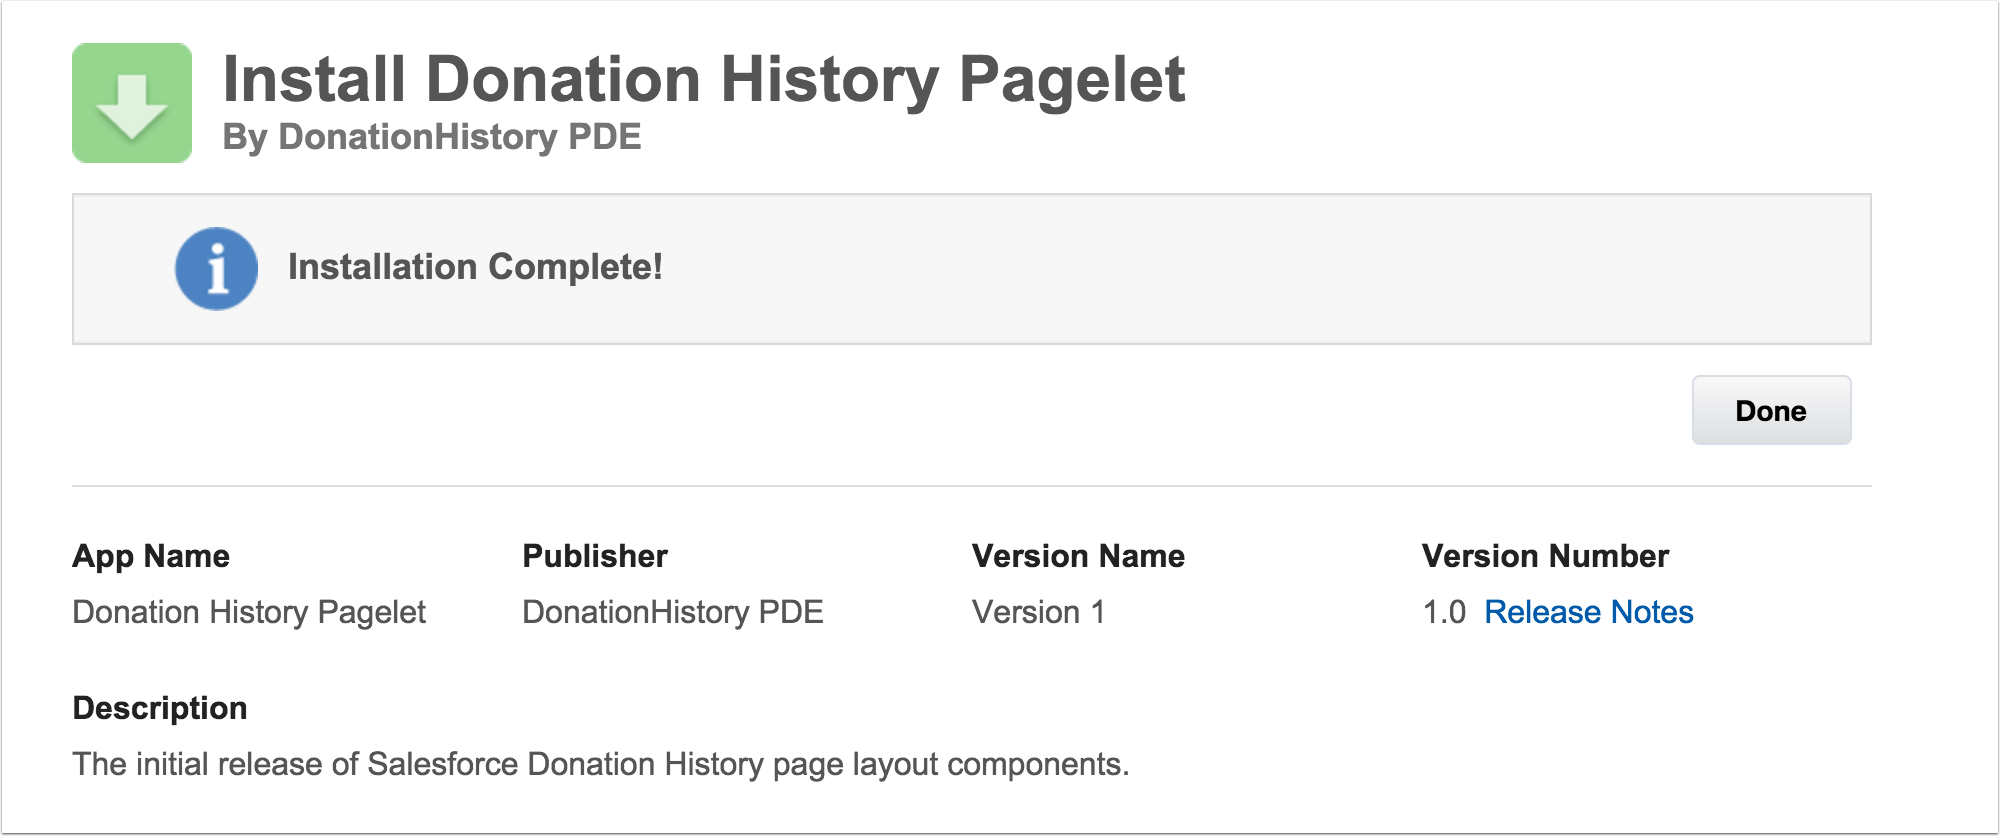 Install Donation History Pagelet
By DonationHistory PDE
Installation Complete!
Done
App Name Publisher Version Name Version Number
Donation History Pagelet DonationHistory PDE Version 1 1.0 Release Notes
Description
The initial release of Salesforce Donation History page layout components.